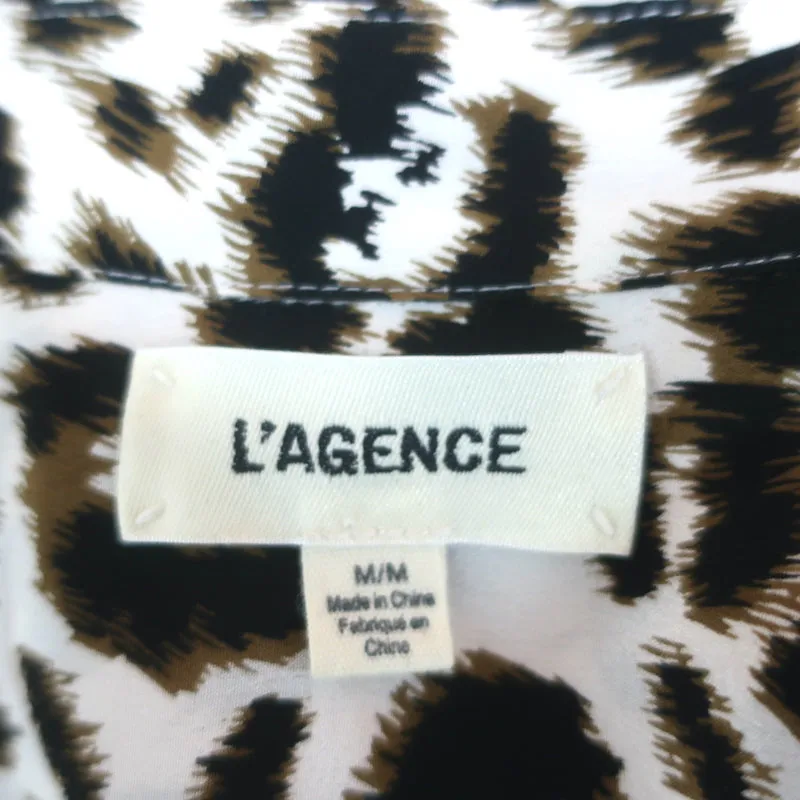 L'AGENCE
M/M
Made in China
Fabriqué en
Chine